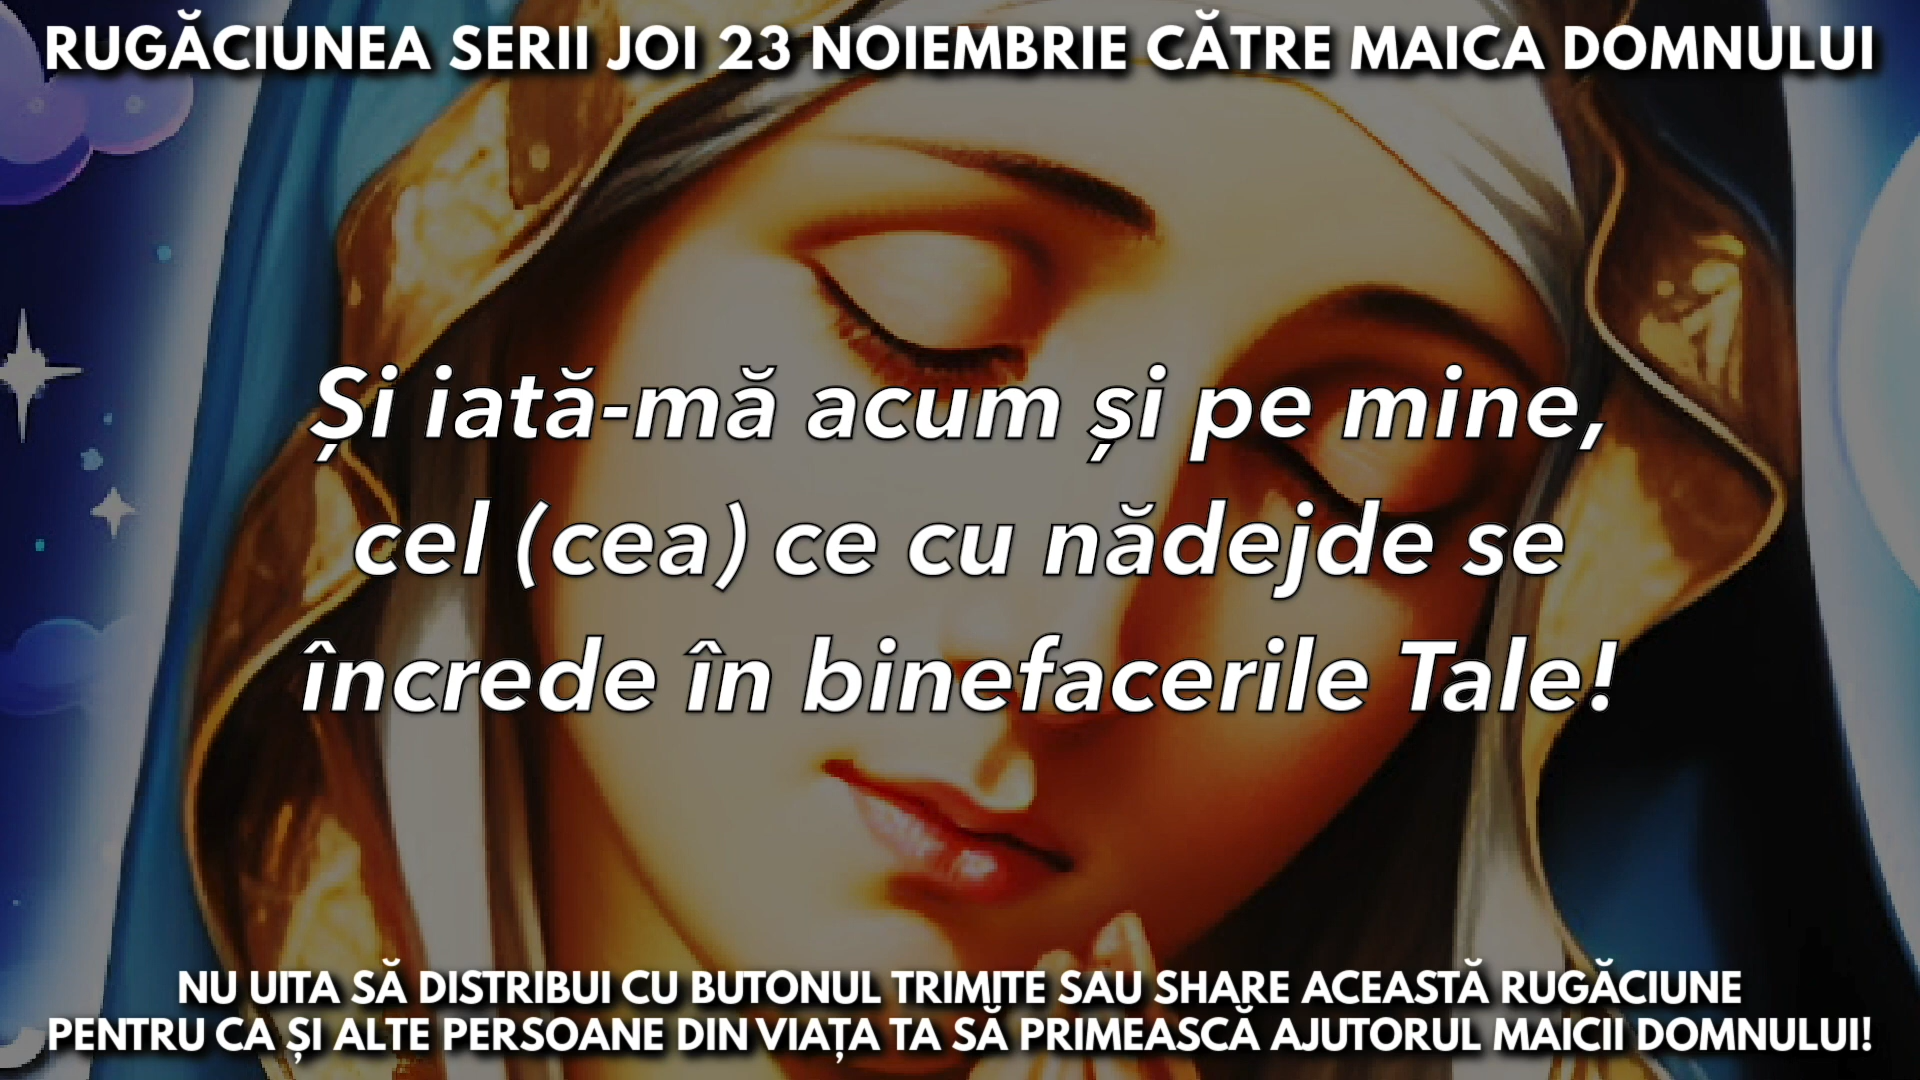 RUGĂCIUNEA SERII JOI 23 NOIEMBRIE CĂTRE MAICA DOMNULUI
Și iată-mă acum și pe mine,
cel (cea) ce cu nădejde se
încrede în binefacerile Tale!
NU UITA SĂ DISTRIBUI CU BUTONUL TRIMITE SAU SHARE ACEASTĂ RUGĂCIUNE
PENTRU CA ȘI ALTE PERSOANE DIN VIAȚA TA SĂ PRIMEASCĂ AJUTORUL MAICII DOMNULUI!